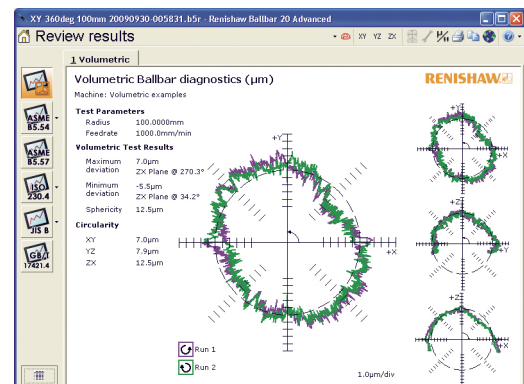 XY 360deg 100mm 20090930-005831.b5r - Renishaw Ballbar 20 Advanced
Review results
XY YZ ZX
1 Volumetric
Volumetric Ballbar diagnostics (µm)
RENISHAW
Machine: Volumetric examples
Test Parameters
Radius 100.0000mm
Feedrate 1000.0mm/min
Volumetric Test Results
Maximum deviation 7.0µm
ZX Plane @ 270.3°
Minimum deviation -5.5µm
ZX Plane @ 34.2°
Sphericity 12.5µm
Circularity
XY 7.0µm
YZ 7.9µm
ZX 12.5µm
ASME
B5.54
ASME
B5.57
ISO
230.4
JIS B
GB/T
17421.4
+Y
+X
+Y
+X
+Z
+Y
+Z
+X
Run 1
Run 2
1.0µm/div